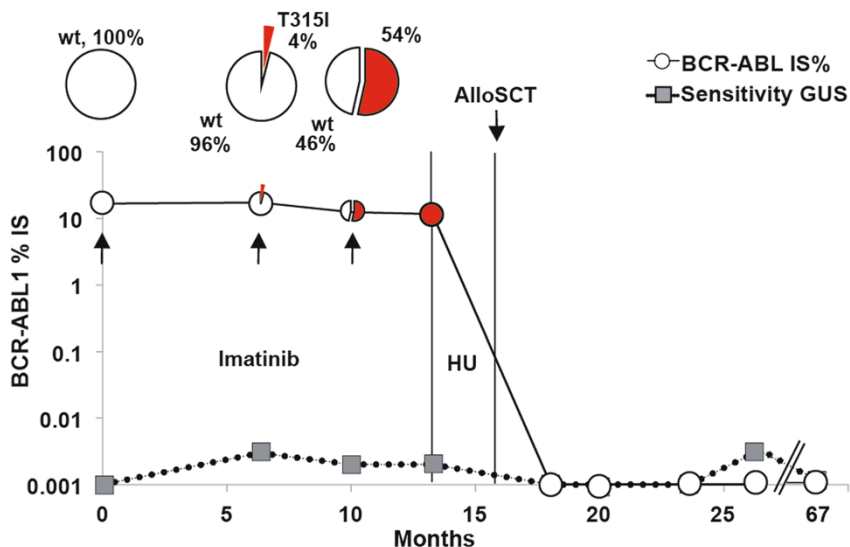 wt, 100%
T315I
4%
54%
wt
96%
wt
46%
AlloSCT
BCR-ABL IS%
Sensitivity GUS
BCR-ABL1 % IS
100
10
1
0.1
0.01
0.001
Imatinib
HU
0
5
10
15
20
25
67
Months